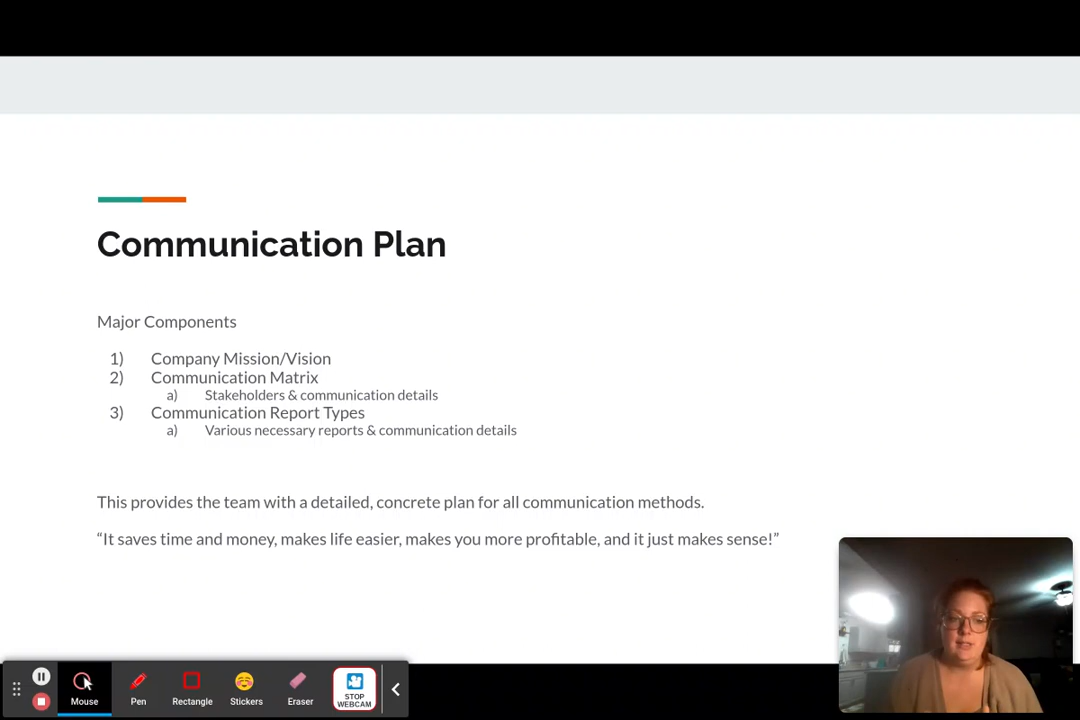 Communication Plan
Major Components
1) Company Mission/Vision
2) Communication Matrix
a) Stakeholders & communication details
3) Communication Report Types
a) Various necessary reports & communication details
This provides the team with a detailed, concrete plan for all communication methods.
“It saves time and money, makes life easier, makes you more profitable, and it just makes sense!”
Mouse
Pen
Rectangle
Stickers
Eraser
STOP
WEBCAM